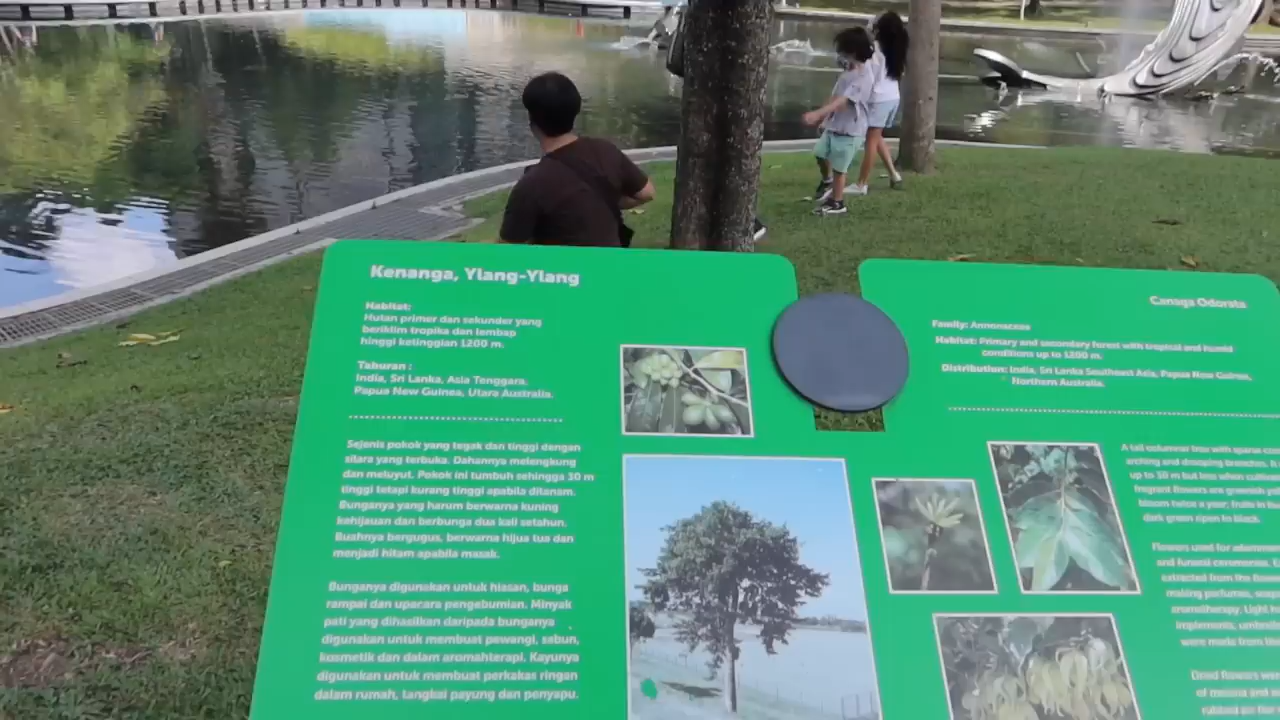 Kenanga, Ylang-Ylang
Habitat:
Hutan primer dan sekunder yang
beriklim tropika dan lembap
hinggi ketinggian 1200 m.
Taburan :
India, Sri Lanka, Asia Tenggara,
Papua New Guinea, Utara Australia.
Sejenis pokok yang tegak dan tinggi dengan
silara yang terbuka. Dahannya melengkung
dan meluyut. Pokok ini tumbuh sehingga 30 m
tinggi tetapi kurang tinggi apabila ditanam.
Bunganya yang harum berwarna kuning
kehijauan dan berbunga dua kali setahun.
Buahnya bergugus, berwarna hijua tua dan
menjadi hitam apabila masak.
Bunganya digunakan untuk hiasan, bunga
rampai dan upacara pengebumian. Minyak
pati yang dihasilkan daripada bunganya
digunakan untuk membuat pewangi, sabun,
kosmetik dan dalam aromahterapi. Kayunya
digunakan untuk membuat perkakas ringan
dalam rumah, tangkai payung dan penyapu.
Canaga Odorata
Family: Annonaceae
Habitat: Primary and secondary forest with tropical and humid
conditions up to 1200 m.
Distribution: India, Sri Lanka Southeast Asia, Papua New Guinea,
Northern Australia.
A tall columnar tree with sparse
arching and drooping branches. It
up to 30 m but less when
fragrant flowers are greenish
bloom twice a year; fruits in
dark green ripen to black.
Flowers used for
and funeral ceremonies.
extracted from the
making perfumes,
aromatherapy. Light
implements,
were made from
Dried flowers
of
rubbed on